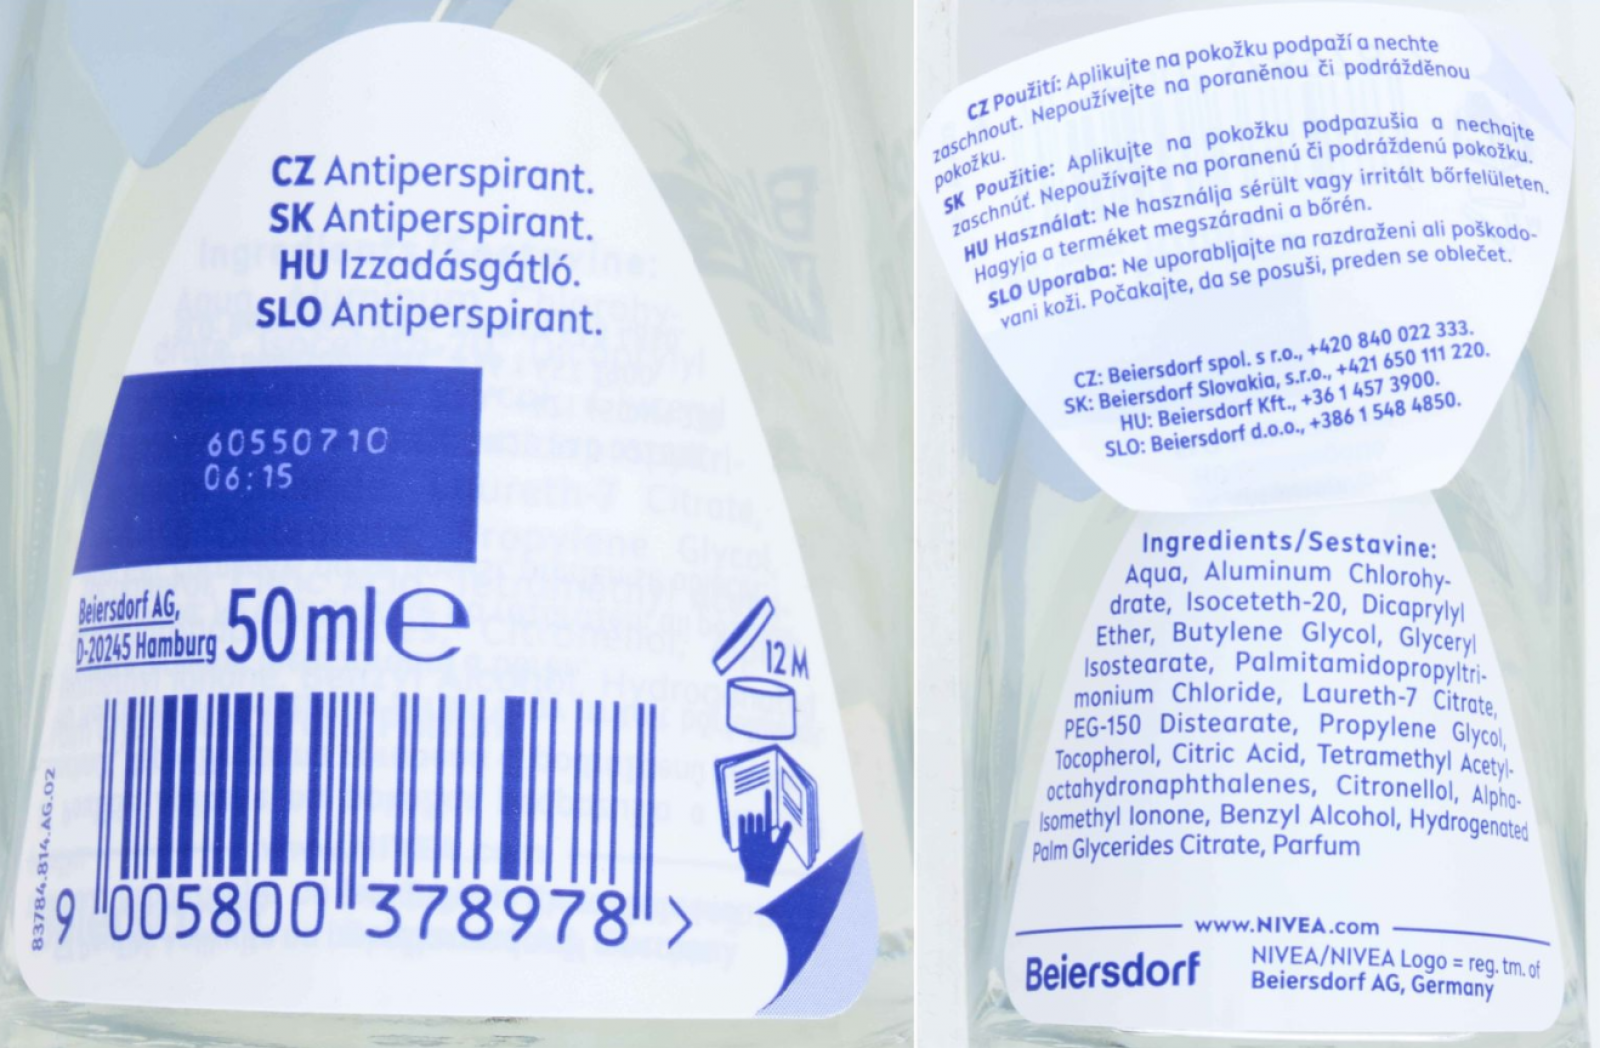 CZ Antiperspirant.
SK Antiperspirant.
HU Izzadásgátló.
SLO Antiperspirant.
60550710
06:15
Beiersdorf AG,
D-20245 Hamburg
50 ml e
12 M
83784.814.AG.02
9 005800 378978 >
CZ Použití: Aplikujte na pokožku podpaží a nechte
zaschnout. Nepoužívejte na poraněnou či podrážděnou
pokožku.
SK Použitie: Aplikujte na pokožku podpazušia a nechajte
zaschnúť. Nepoužívajte na poranenú či podráždenú pokožku.
HU Használat: Ne használja sérült vagy irritált bőrfelületen.
Hagyja a terméket megszáradni a bőrén.
SLO Uporaba: Ne uporabljajte na razdraženi ali poškodo-
vani koži. Počakajte, da se posuši, preden se oblečet.
CZ: Beiersdorf spol. s r.o., +420 840 022 333.
SK: Beiersdorf Slovakia, s.r.o., +421 650 111 220.
HU: Beiersdorf Kft., +36 1 457 3900.
SLO: Beiersdorf d.o.o., +386 1 548 4850.
Ingredients/Sestavine:
Aqua, Aluminum Chlorohy-
drate, Isoceteth-20, Dicaprylyl
Ether, Butylene Glycol, Glyceryl
Isostearate, Palmitamidopropyltri-
monium Chloride, Laureth-7 Citrate,
PEG-150 Distearate, Propylene Glycol,
Tocopherol, Citric Acid, Tetramethyl Acetyl-
octahydronaphthalenes, Citronellol, Alpha-
Isomethyl Ionone, Benzyl Alcohol, Hydrogenated
Palm Glycerides Citrate, Parfum
www.NIVEA.com
Beiersdorf
NIVEA/NIVEA Logo = reg. tm. of
Beiersdorf AG, Germany